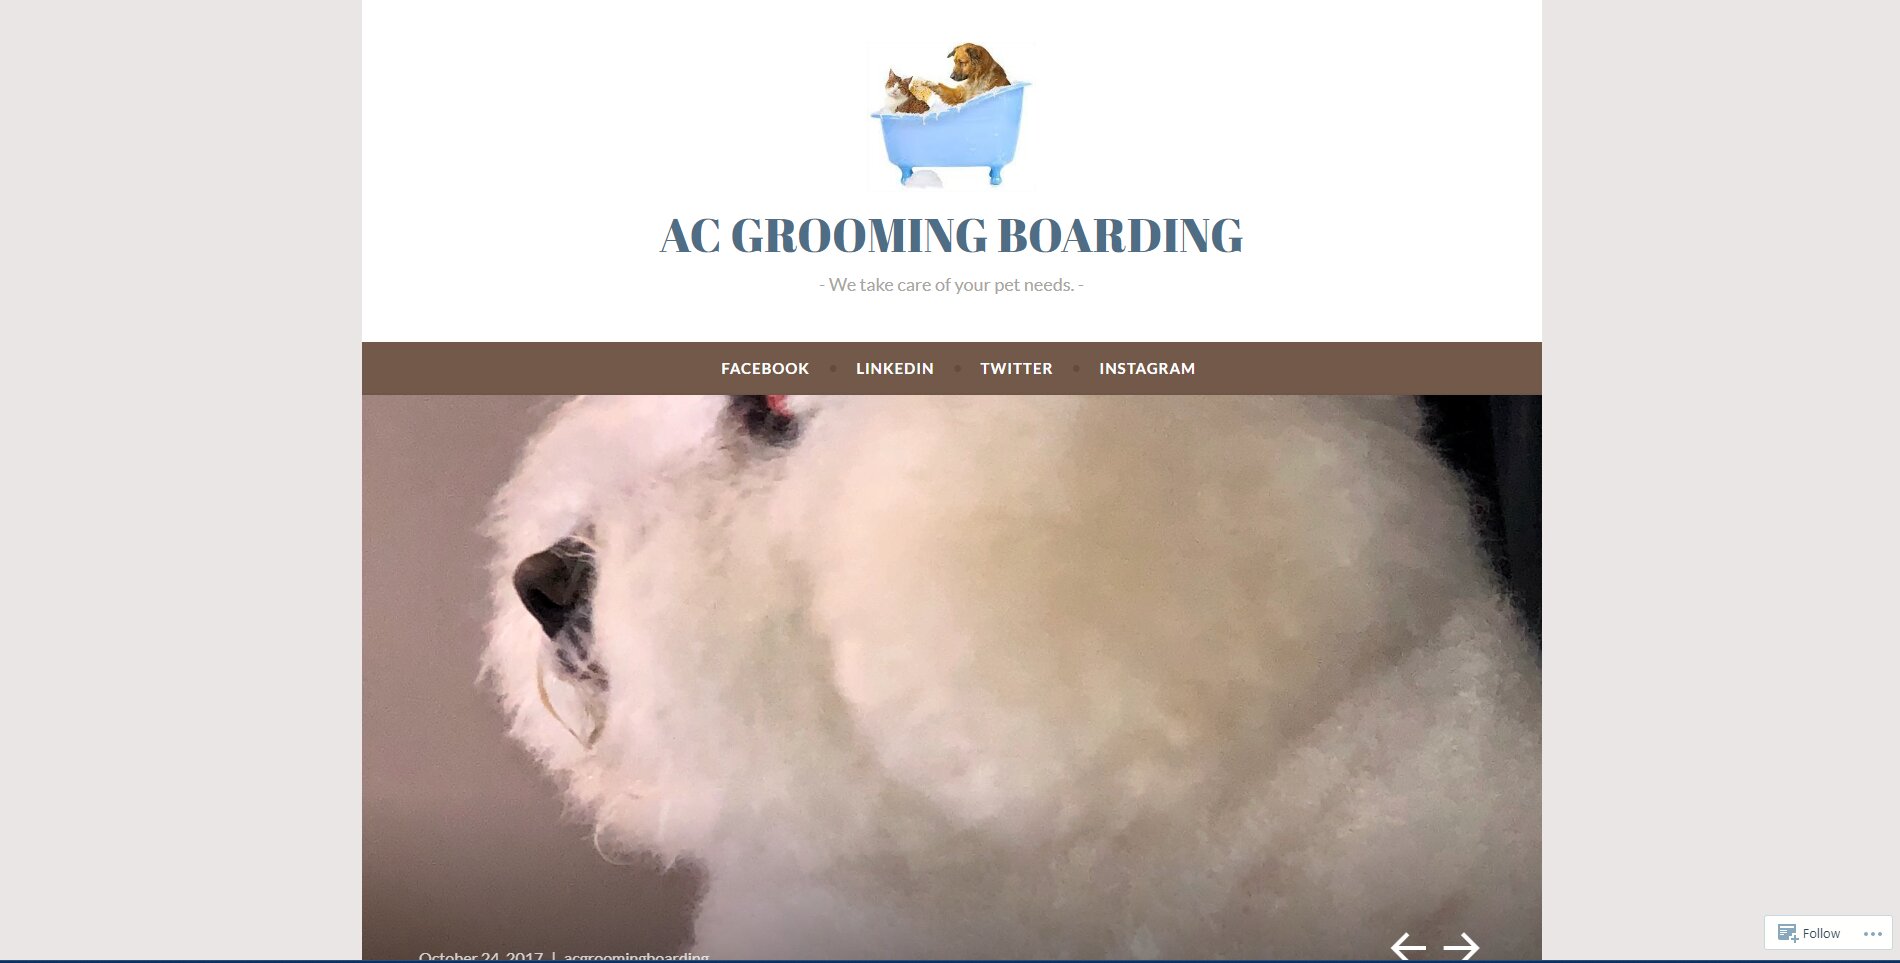 AC GROOMING BOARDING
- We take care of your pet needs. -
FACEBOOK LINKEDIN TWITTER INSTAGRAM
October 24, 2017 | acgroomingboarding
Follow